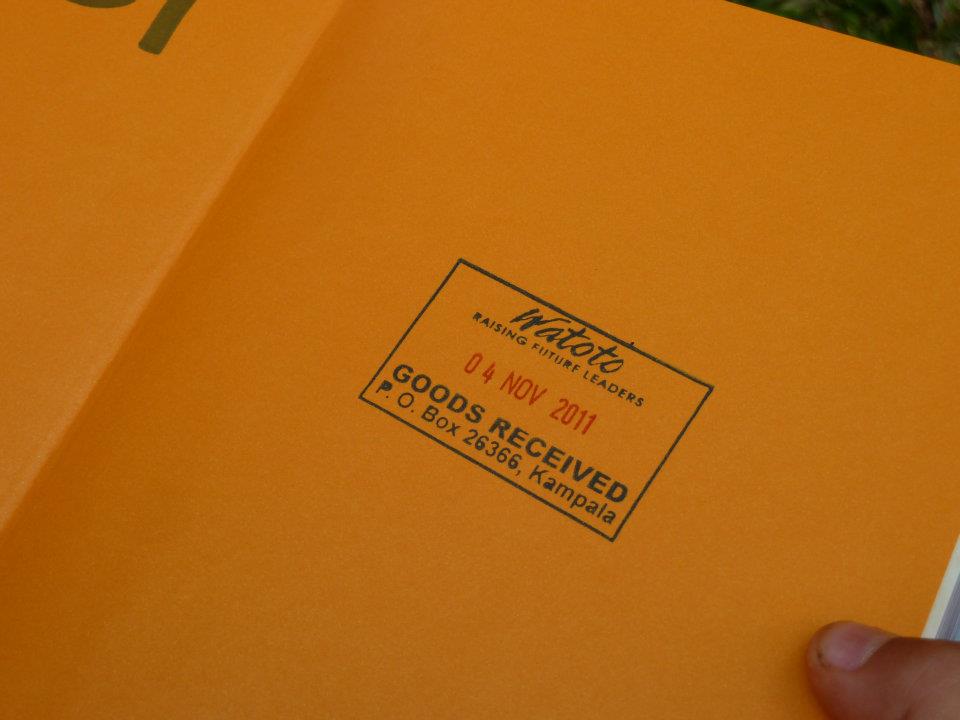 Watoto
RAISING FUTURE LEADERS
04 NOV 2011
GOODS RECEIVED
P. O. Box 26366, Kampala